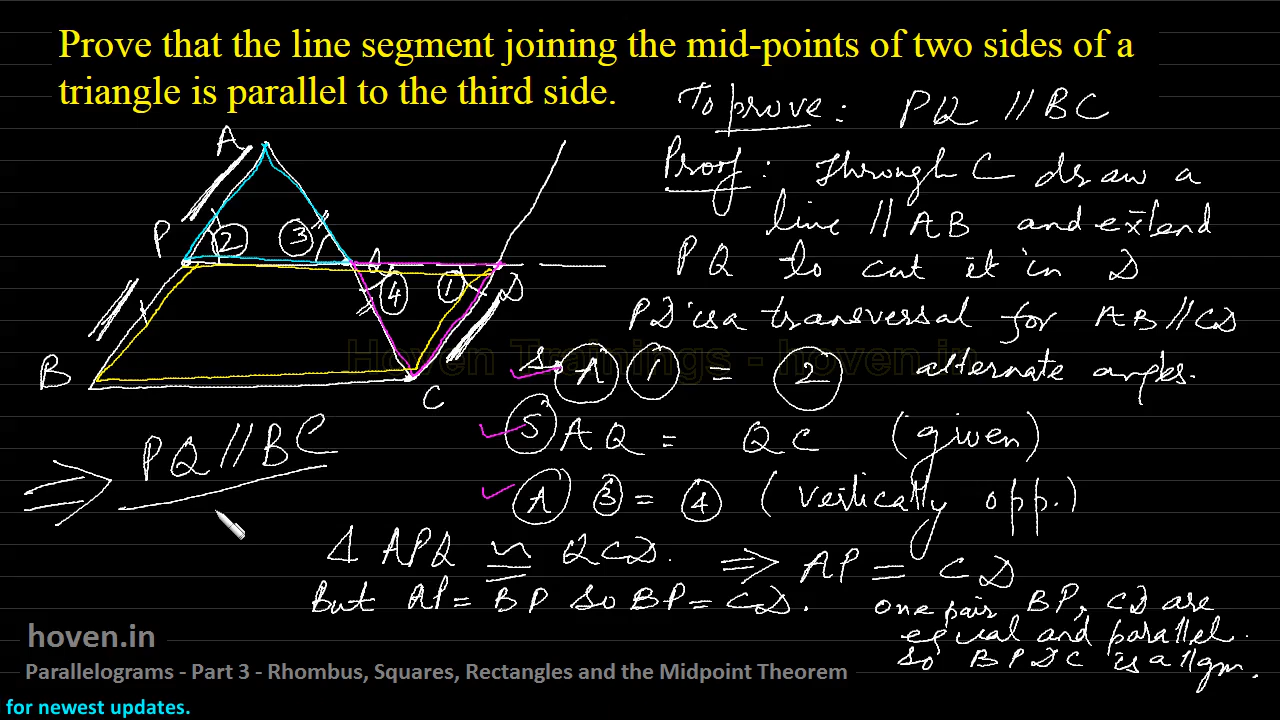 Prove that the line segment joining the mid-points of two sides of a
triangle is parallel to the third side.
To prove: PQ // BC
Proof: Through C draw a
line // AB and extend
PQ to cut it in D
PD is a transversal for AB // CD
So A 1 = 2 alternate angles.
S AQ = QC (given)
A 3 = 4 (vertically opp.)
Δ APQ ≅ QCD. ⇒ AP = CD
But AP = BP so BP = CD. one pair BP, CD are
equal and parallel.
so BPDC is a //gm.
A
P 2 3
Q 4 1 D
B
C
⇒ PQ // BC
Hoven Trainings - hoven.in
hoven.in
Parallelograms - Part 3 - Rhombus, Squares, Rectangles and the Midpoint Theorem
for newest updates.